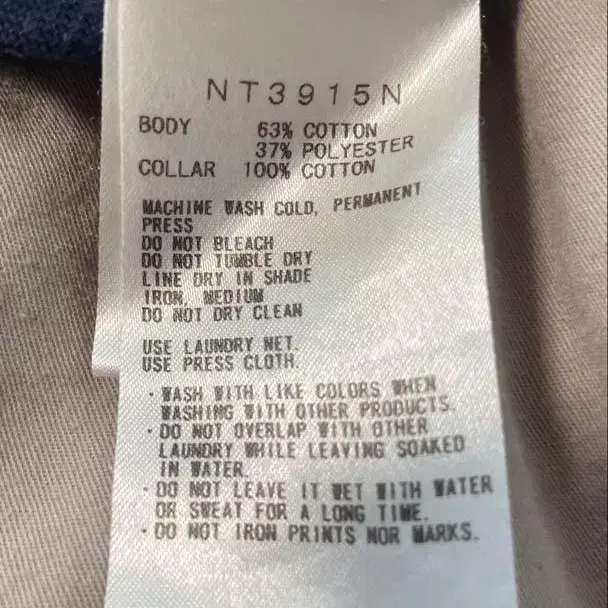 NT3915N
BODY 63% COTTON
37% POLYESTER
COLLAR 100% COTTON
MACHINE WASH COLD, PERMANENT
PRESS
DO NOT BLEACH
DO NOT TUMBLE DRY
LINE DRY IN SHADE
IRON, MEDIUM
DO NOT DRY CLEAN
USE LAUNDRY NET.
USE PRESS CLOTH.
· WASH WITH LIKE COLORS WHEN
WASHING WITH OTHER PRODUCTS.
· DO NOT OVERLAP WITH OTHER
LAUNDRY WHILE LEAVING SOAKED
IN WATER.
· DO NOT LEAVE IT WET WITH WATER
OR SWEAT FOR A LONG TIME.
· DO NOT IRON PRINTS NOR MARKS.